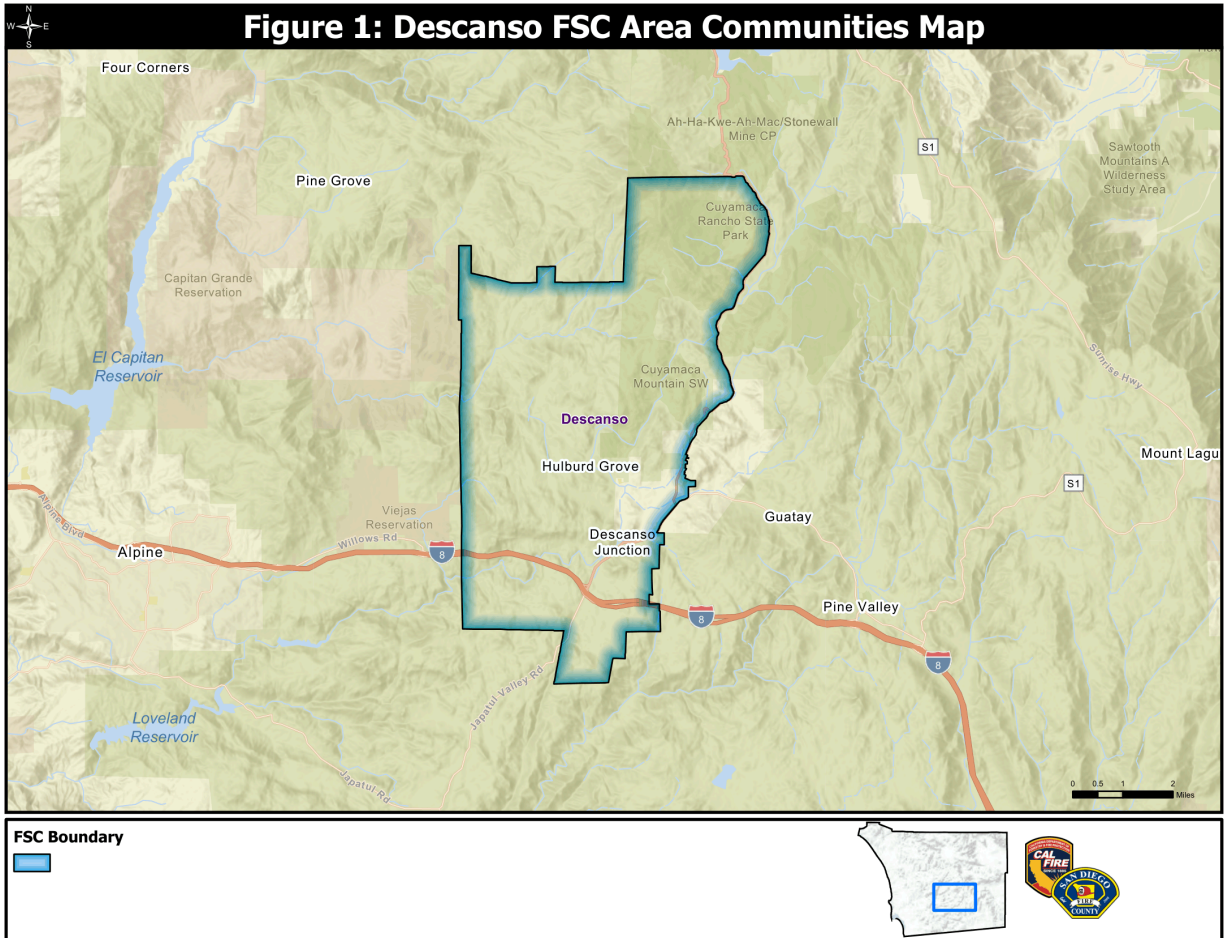 N
W E
S
Figure 1: Descanso FSC Area Communities Map
Four Corners
Ah-Ha-Kwe-Ah-Mac/Stonewall
Mine CP
S1
Sawtooth
Mountains A
Wilderness
Study Area
Pine Grove
Cuyamaca
Rancho State
Park
Capitan Grande
Reservation
El Capitan
Reservoir
Sunrise Hwy
Cuyamaca
Mountain SW
Descanso
Mount Lagu
Hulburd Grove
S1
Alpine Blvd
Viejas
Reservation
Guatay
Willows Rd
Descanso
Junction
Alpine
8
Pine Valley
8
8
Japatul Valley Rd
Loveland
Reservoir
Japatul Rd
0 0.5 1 2
Miles
FSC Boundary
CAL
FIRE
SINCE 1885
SAN DIEGO
FIRE
COUNTY